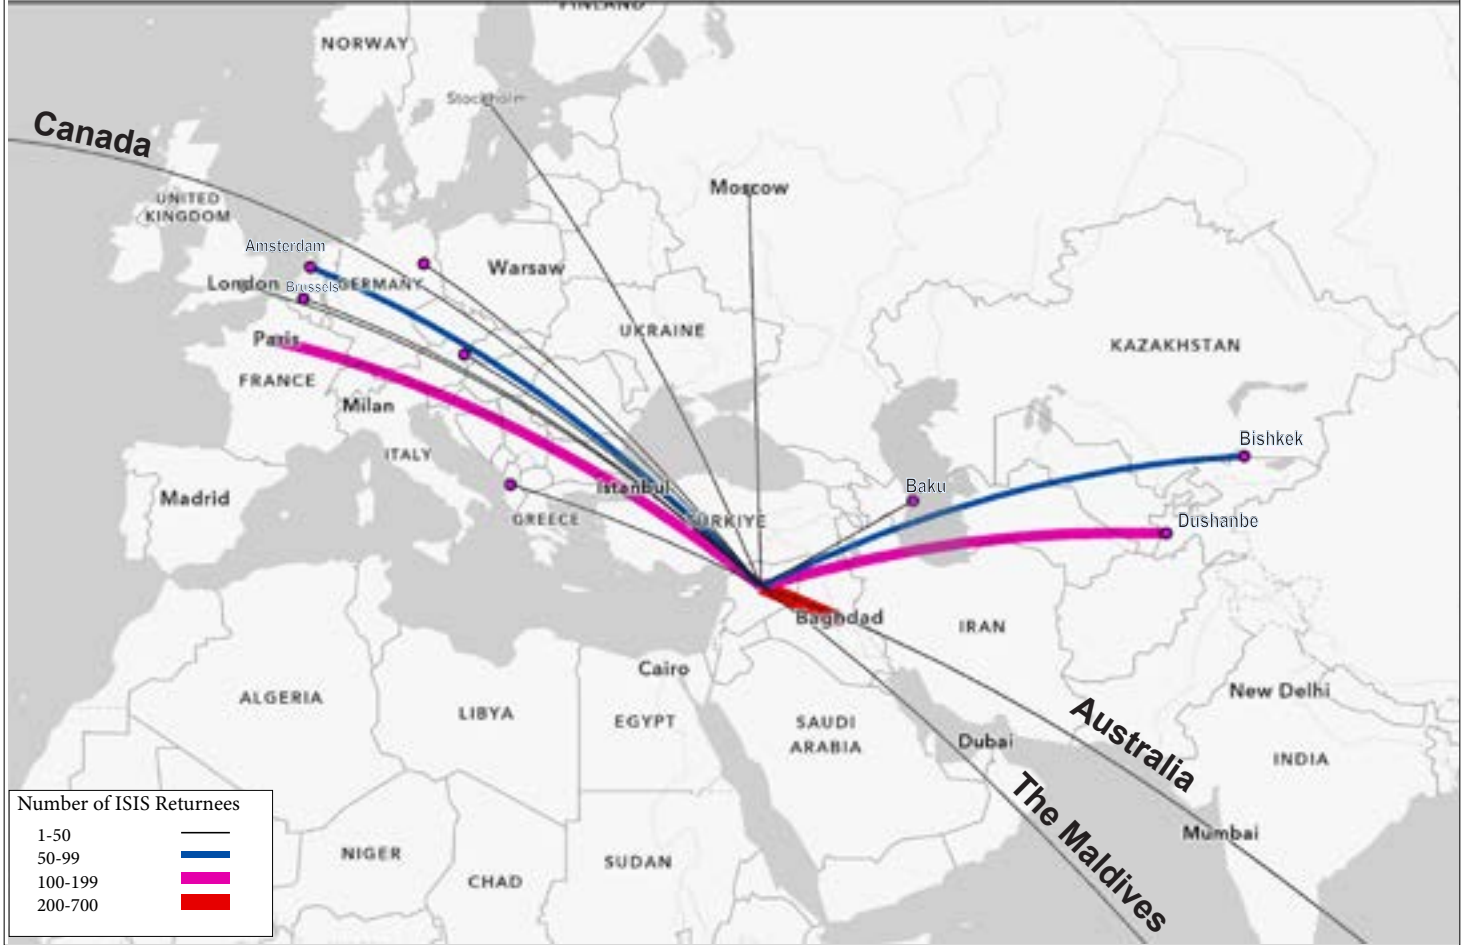 FINLAND
NORWAY
Stockholm
Canada
Moscow
UNITED
KINGDOM
Amsterdam
Warsaw
London
Brussels
GERMANY
UKRAINE
Paris
KAZAKHSTAN
FRANCE
Milan
Bishkek
ITALY
Istanbul
Baku
Madrid
GREECE
TÜRKIYE
Dushanbe
Baghdad
IRAN
Cairo
New Delhi
ALGERIA
LIBYA
EGYPT
SAUDI
ARABIA
Dubai
Australia
INDIA
The Maldives
Mumbai
Number of ISIS Returnees
1-50
50-99
100-199
200-700
NIGER
CHAD
SUDAN